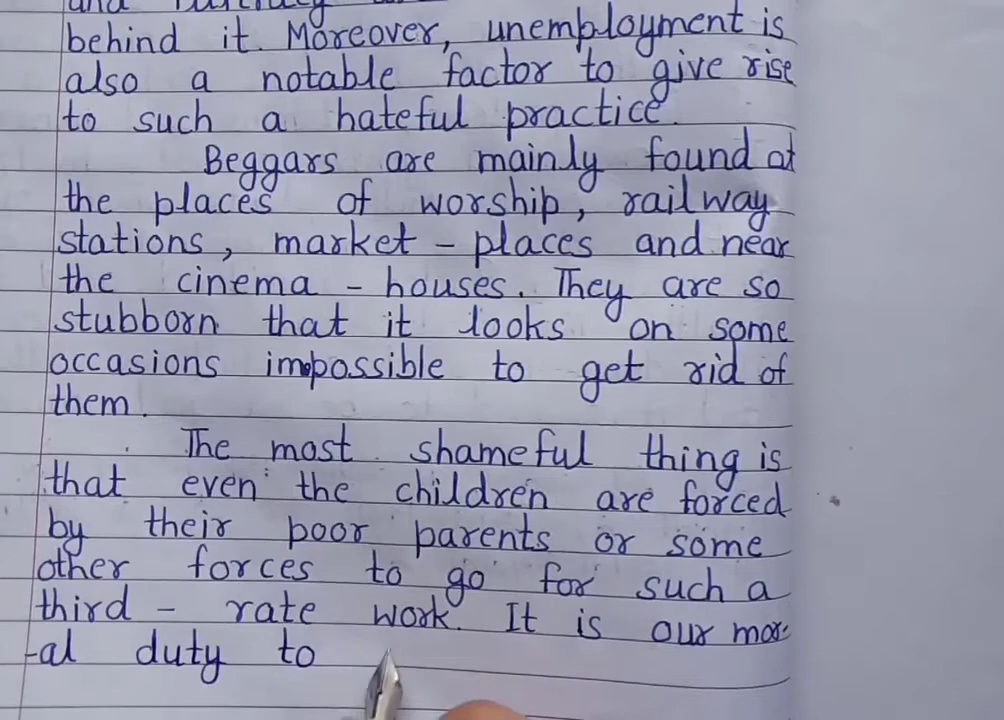 and
behind it. Moreover, unemployment is
also a notable factor to give rise
to such a hateful practice.
Beggars are mainly found at
the places of worship, railway
stations, market - places and near
the cinema - houses. They are so
stubborn that it looks on some
occasions impossible to get rid of
them.
The most shameful thing is
that even the children are forced
by their poor parents or some
other forces to go for such a
third - rate work. It is our mor
-al duty to